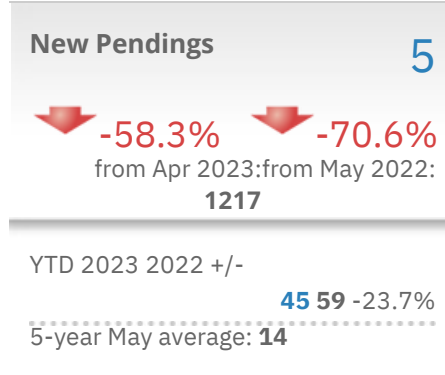 New Pendings
5
-58.3% -70.6%
from Apr 2023:from May 2022:
1217
YTD 2023 2022 +/-
45 59 -23.7%
5-year May average: 14